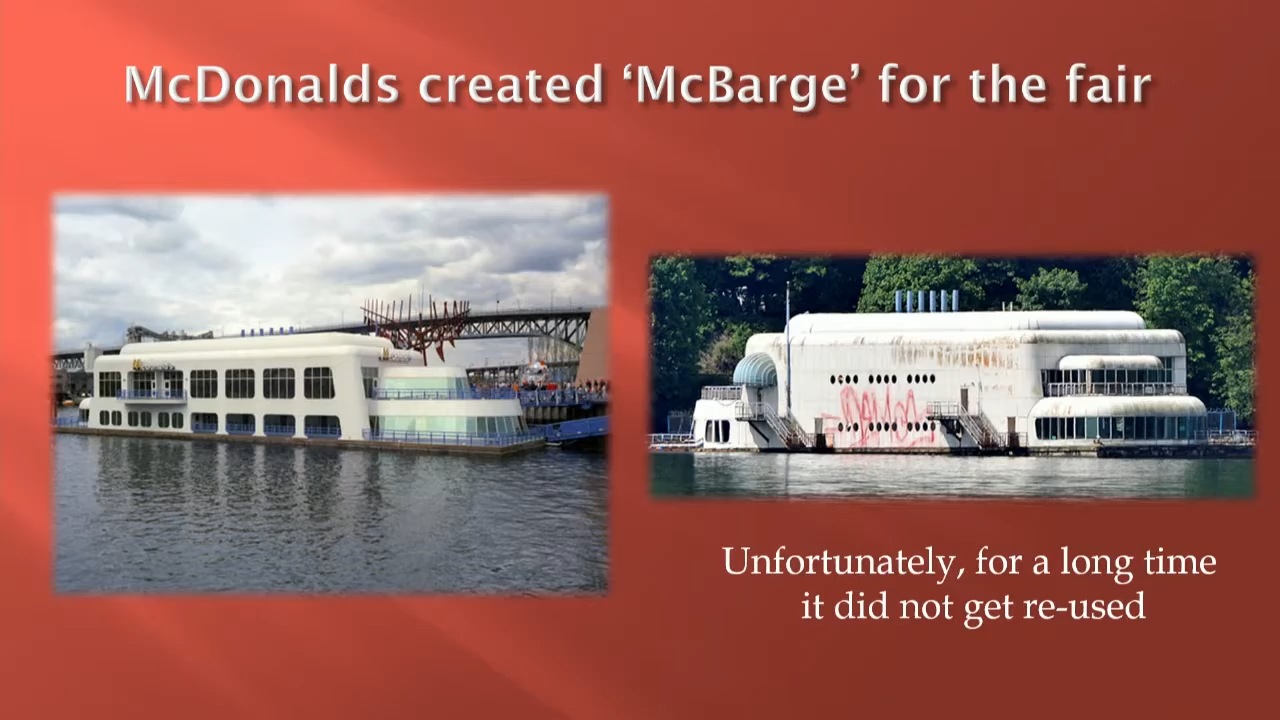 McDonalds created ‘McBarge’ for the fair
Unfortunately, for a long time
it did not get re-used